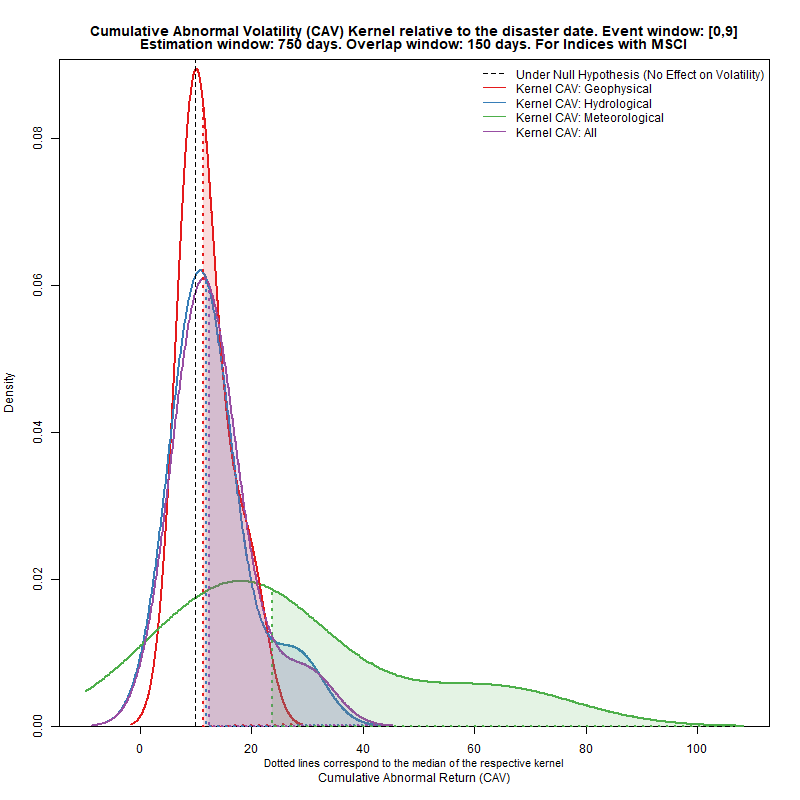 Cumulative Abnormal Volatility (CAV) Kernel relative to the disaster date. Event window: [0,9]
Estimation window: 750 days. Overlap window: 150 days. For Indices with MSCI
Under Null Hypothesis (No Effect on Volatility)
Kernel CAV: Geophysical
Kernel CAV: Hydrological
Kernel CAV: Meteorological
Kernel CAV: All
Density
0.08
0.06
0.04
0.02
0.00
0 20 40 60 80 100
Dotted lines correspond to the median of the respective kernel
Cumulative Abnormal Return (CAV)